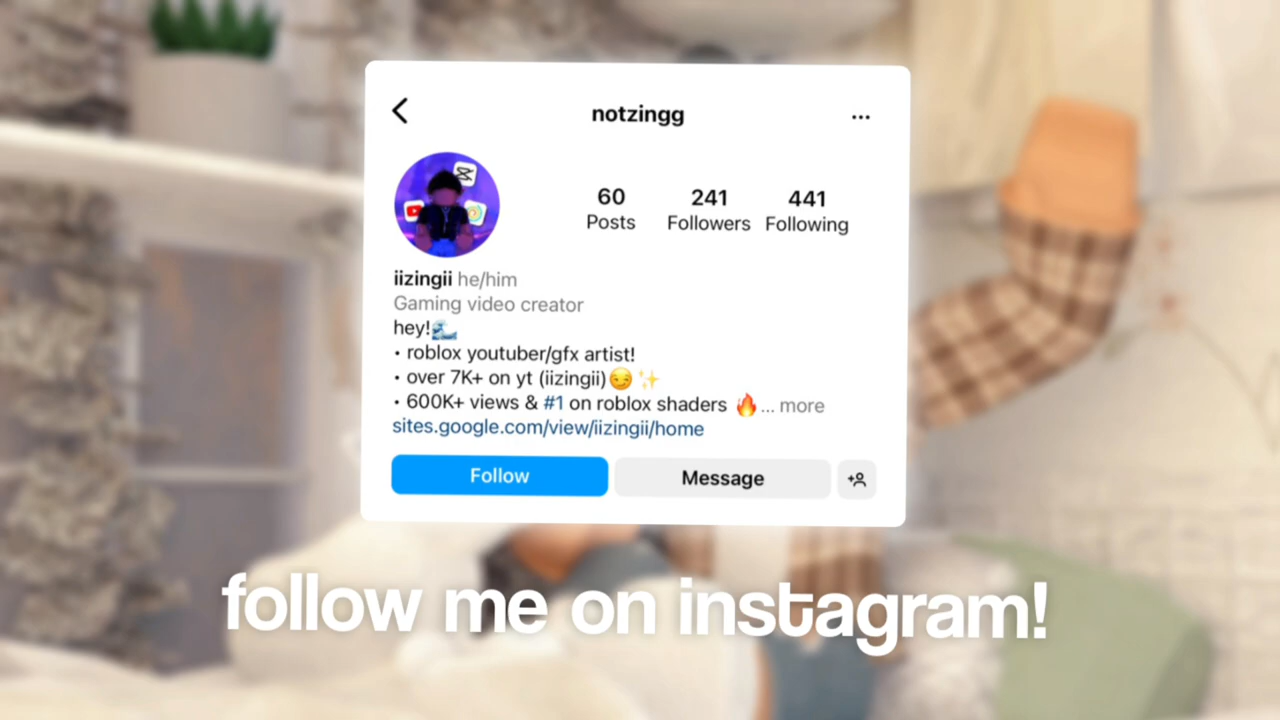 notzingg
...
60 241 441
Posts Followers Following
iizingii he/him
Gaming video creator
hey!🌊
• roblox youtuber/gfx artist!
• over 7K+ on yt (iizingii)😏✨
• 600K+ views & #1 on roblox shaders 🔥... more
sites.google.com/view/iizingii/home
Follow Message
follow me on instagram!